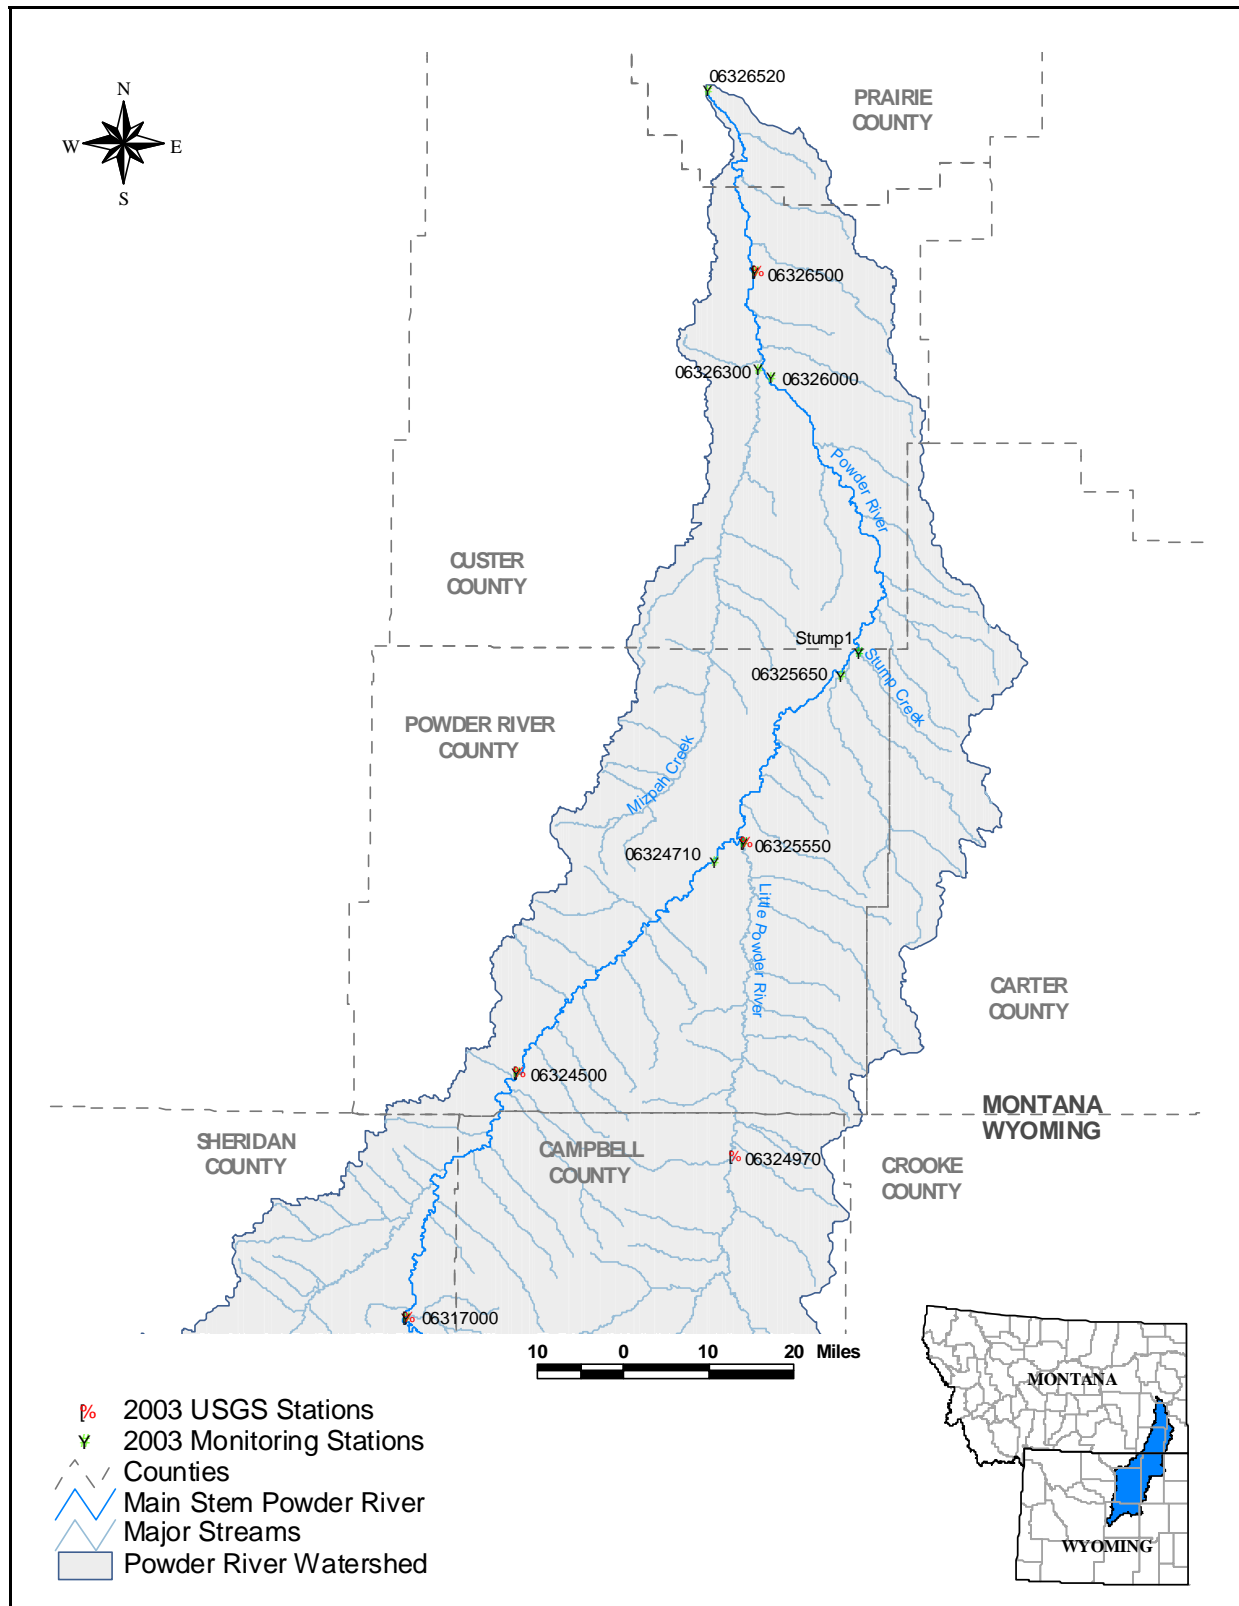 06326520
PRAIRIE
COUNTY
N
W
E
S
06326500
06326300
06326000
Powder River
CUSTER
COUNTY
Stump1
06325650
Stump Creek
POWDER RIVER
COUNTY
Mizpah Creek
06324710
06325550
Little Powder River
CARTER
COUNTY
06324500
MONTANA
WYOMING
SHERIDAN
COUNTY
CAMPBELL
COUNTY
06324970
CROOKE
COUNTY
06317000
10 0 10 20 Miles
MONTANA
WYOMING
% 2003 USGS Stations
Y 2003 Monitoring Stations
Counties
Main Stem Powder River
Major Streams
Powder River Watershed